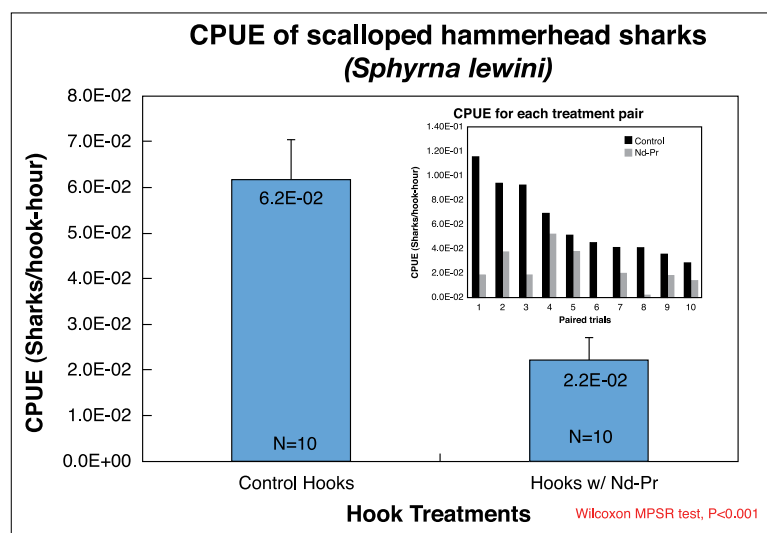 CPUE of scalloped hammerhead sharks
(Sphyrna lewini)
CPUE (Sharks/hook-hour)
8.0E-02
7.0E-02
6.0E-02
5.0E-02
4.0E-02
3.0E-02
2.0E-02
1.0E-02
0.0E+00
6.2E-02
N=10
2.2E-02
N=10
CPUE for each treatment pair
CPUE (Sharks/hook-hour)
1.40E-01
1.20E-01
1.00E-01
8.0E-02
6.0E-02
4.0E-02
2.0E-02
0.0E-02
Control
Nd-Pr
1 2 3 4 5 6 7 8 9 10
Paired trials
Control Hooks Hooks w/ Nd-Pr
Hook Treatments
Wilcoxon MPSR test, P<0.001